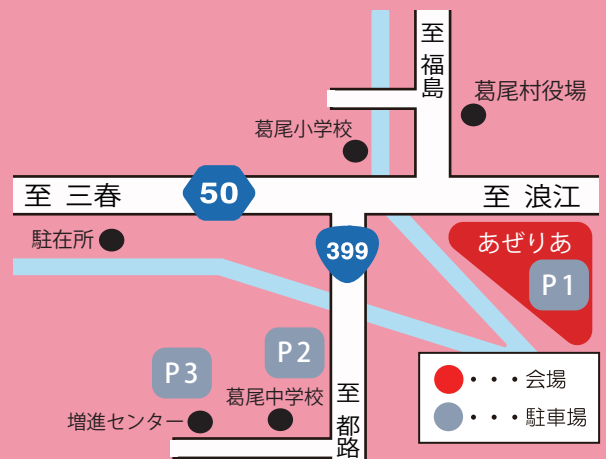 至福島
葛尾村役場
葛尾小学校
至 三春
50
至 浪江
駐在所
399
あぜりあ
P1
P2
P3
葛尾中学校
増進センター
至都路
・・・会場
・・・駐車場